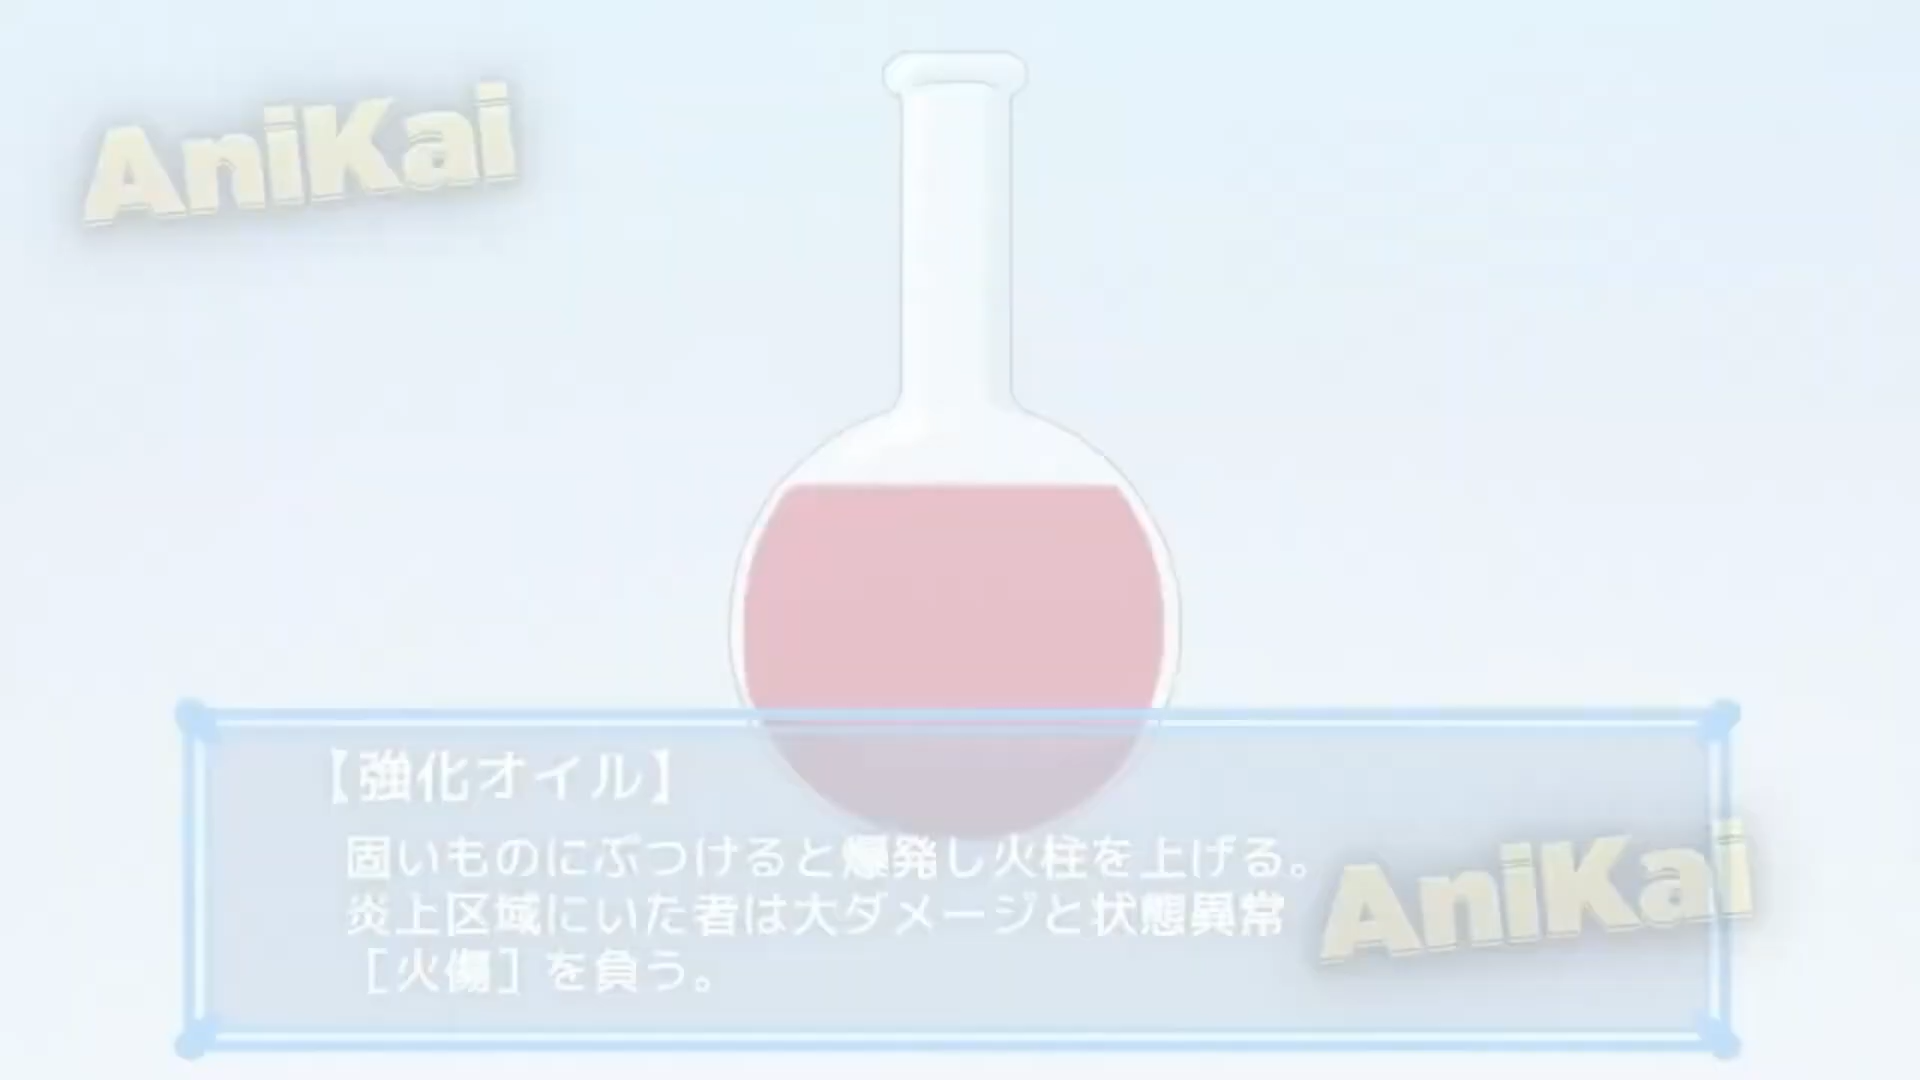 AniKai
【強化オイル】
固いものにぶつけると爆発し火柱を上げる。
炎上区域にいた者は大ダメージと状態異常
［火傷］を負う。
AniKai